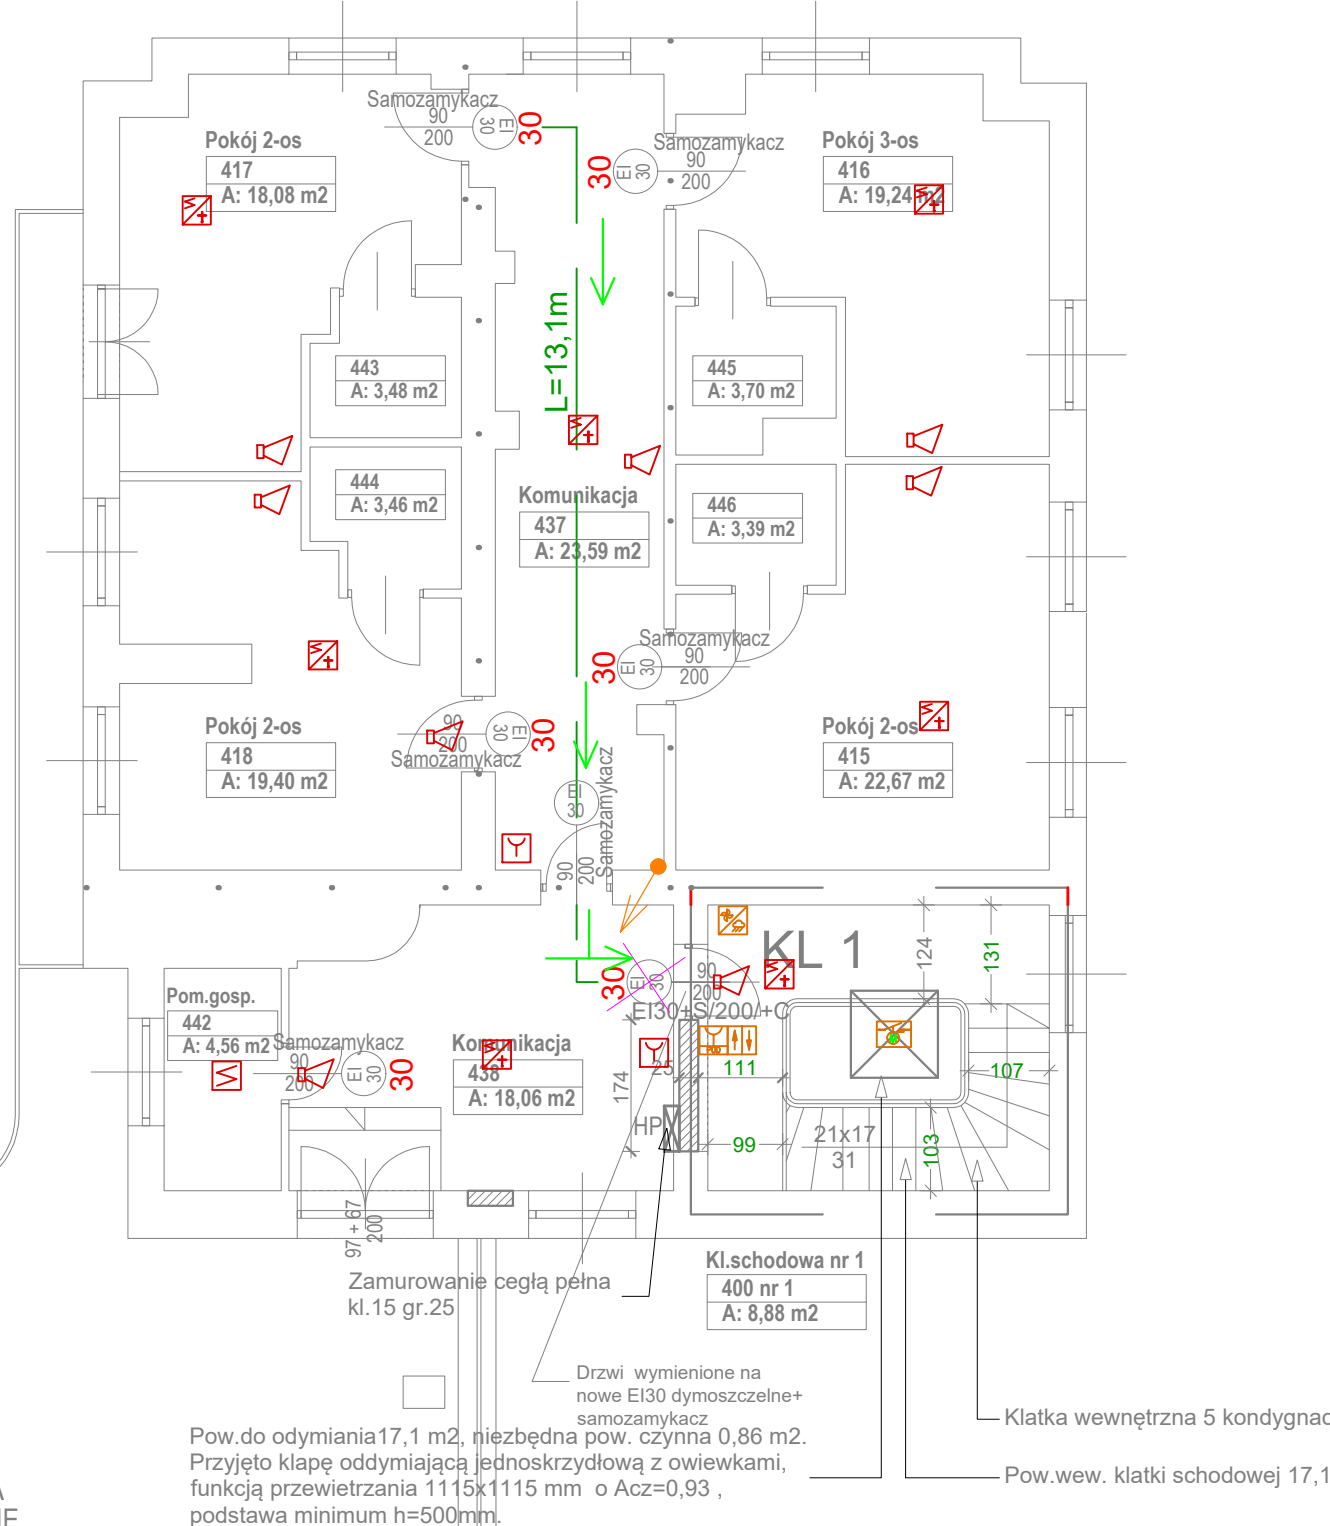 Samozamykacz
90
200
EI
30
30
Samozamykacz
90
200
EI
30
30
Pokój 2-os
417
A: 18,08 m2
Pokój 3-os
416
A: 19,24 m2
L=13,1m
443
A: 3,48 m2
445
A: 3,70 m2
444
A: 3,46 m2
446
A: 3,39 m2
Komunikacja
437
A: 23,59 m2
Samozamykacz
90
200
EI
30
30
Pokój 2-os
418
A: 19,40 m2
90
200
Samozamykacz
EI
30
30
Pokój 2-os
415
A: 22,67 m2
EI
30
Samozamykacz
90
200
KL 1
124
131
30
EI
30
90
200
EI30+S/200/+C
Pom.gosp.
442
A: 4,56 m2
Samozamykacz
90
200
EI
30
30
Komunikacja
438
A: 18,06 m2
25
111
107
174
HP
99
21x17
31
103
97 + 67
200
Zamurowanie cegłą pełna
kl.15 gr.25
Kl.schodowa nr 1
400 nr 1
A: 8,88 m2
Drzwi wymienione na
nowe EI30 dymoszczelne+
samozamykacz
Klatka wewnętrzna 5 kondygnac
Pow.wew. klatki schodowej 17,1
Pow.do odymiania17,1 m2, niezbędna pow. czynna 0,86 m2.
Przyjęto klapę oddymiającą jednoskrzydłową z owiewkami,
funkcją przewietrzania 1115x1115 mm o Acz=0,93 ,
podstawa minimum h=500mm.